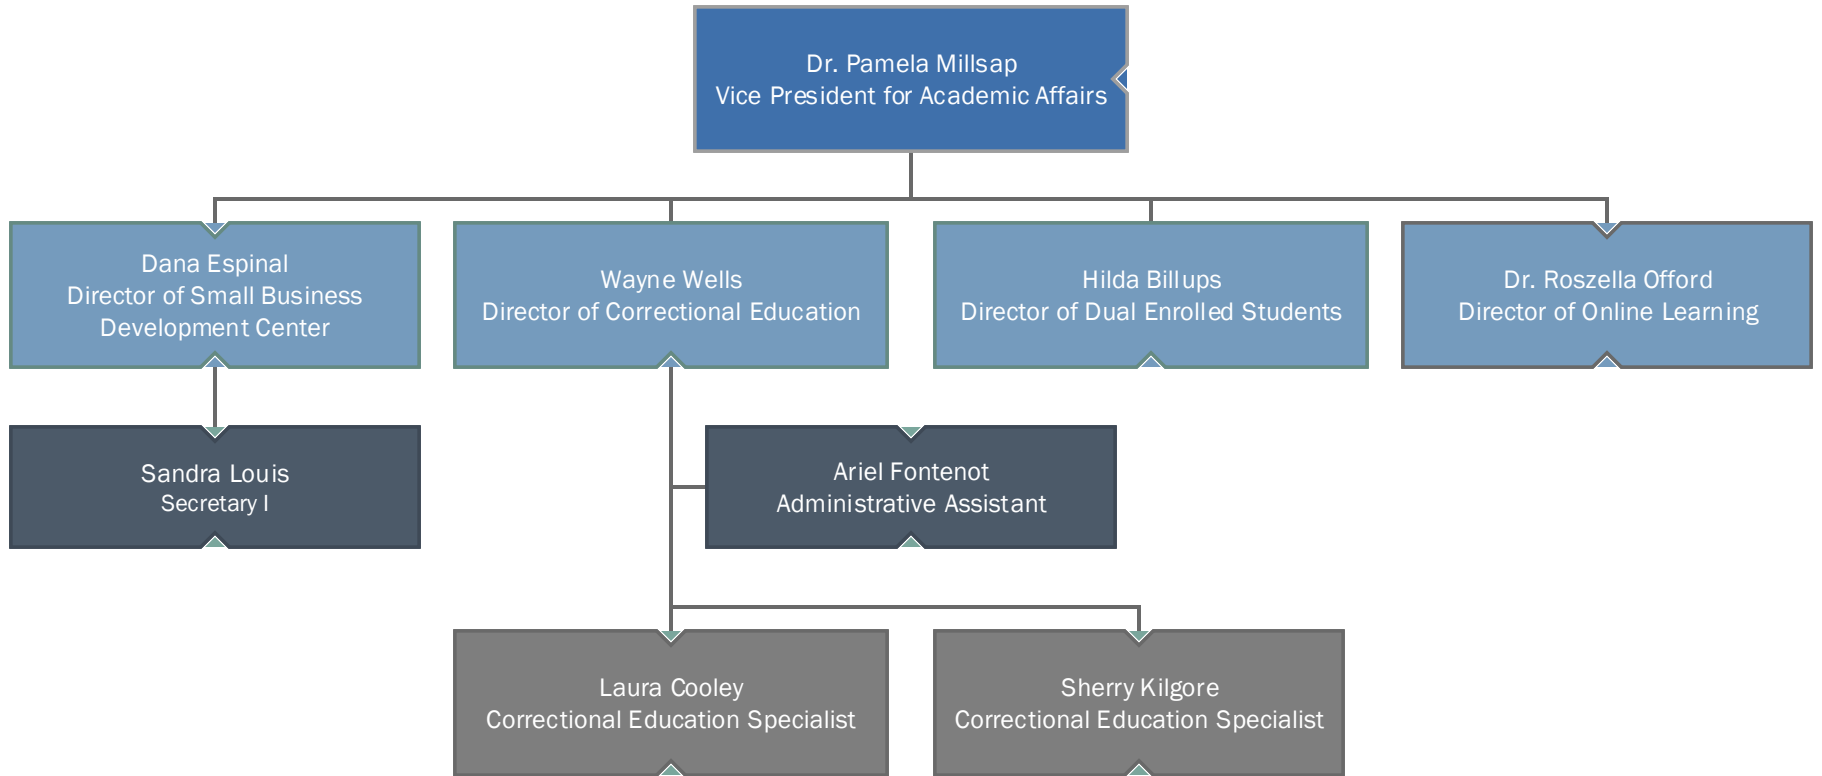 Dr. Pamela Millsap
Vice President for Academic Affairs
Dana Espinal
Director of Small Business
Development Center
Wayne Wells
Director of Correctional Education
Hilda Billups
Director of Dual Enrolled Students
Dr. Roszella Offord
Director of Online Learning
Sandra Louis
Secretary I
Ariel Fontenot
Administrative Assistant
Laura Cooley
Correctional Education Specialist
Sherry Kilgore
Correctional Education Specialist